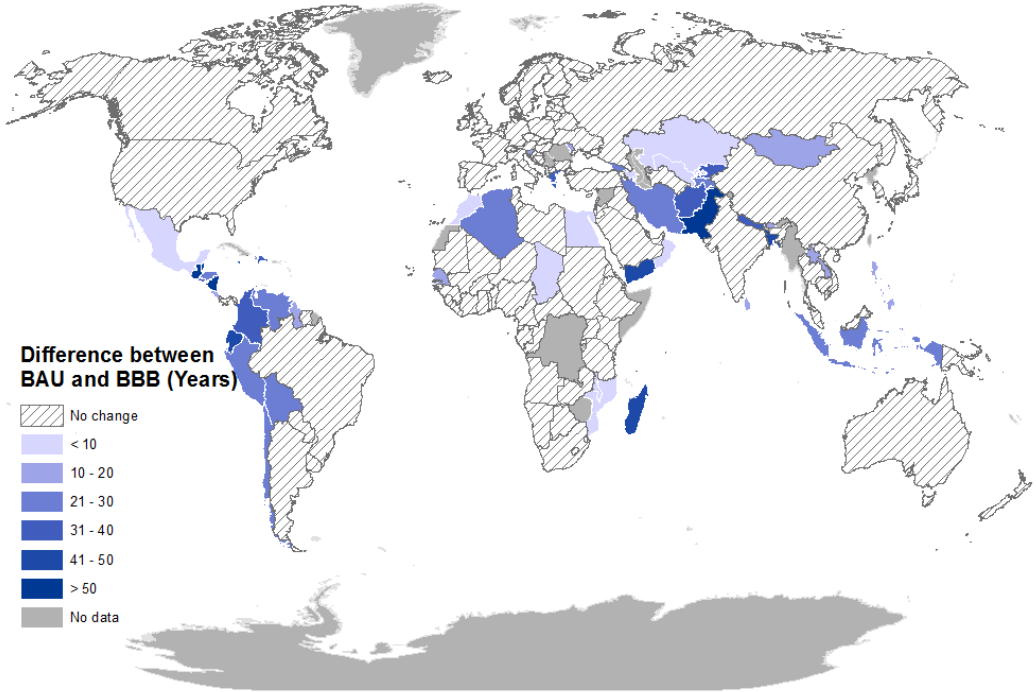 Difference between
BAU and BBB (Years)
No change
< 10
10 - 20
21 - 30
31 - 40
41 - 50
> 50
No data